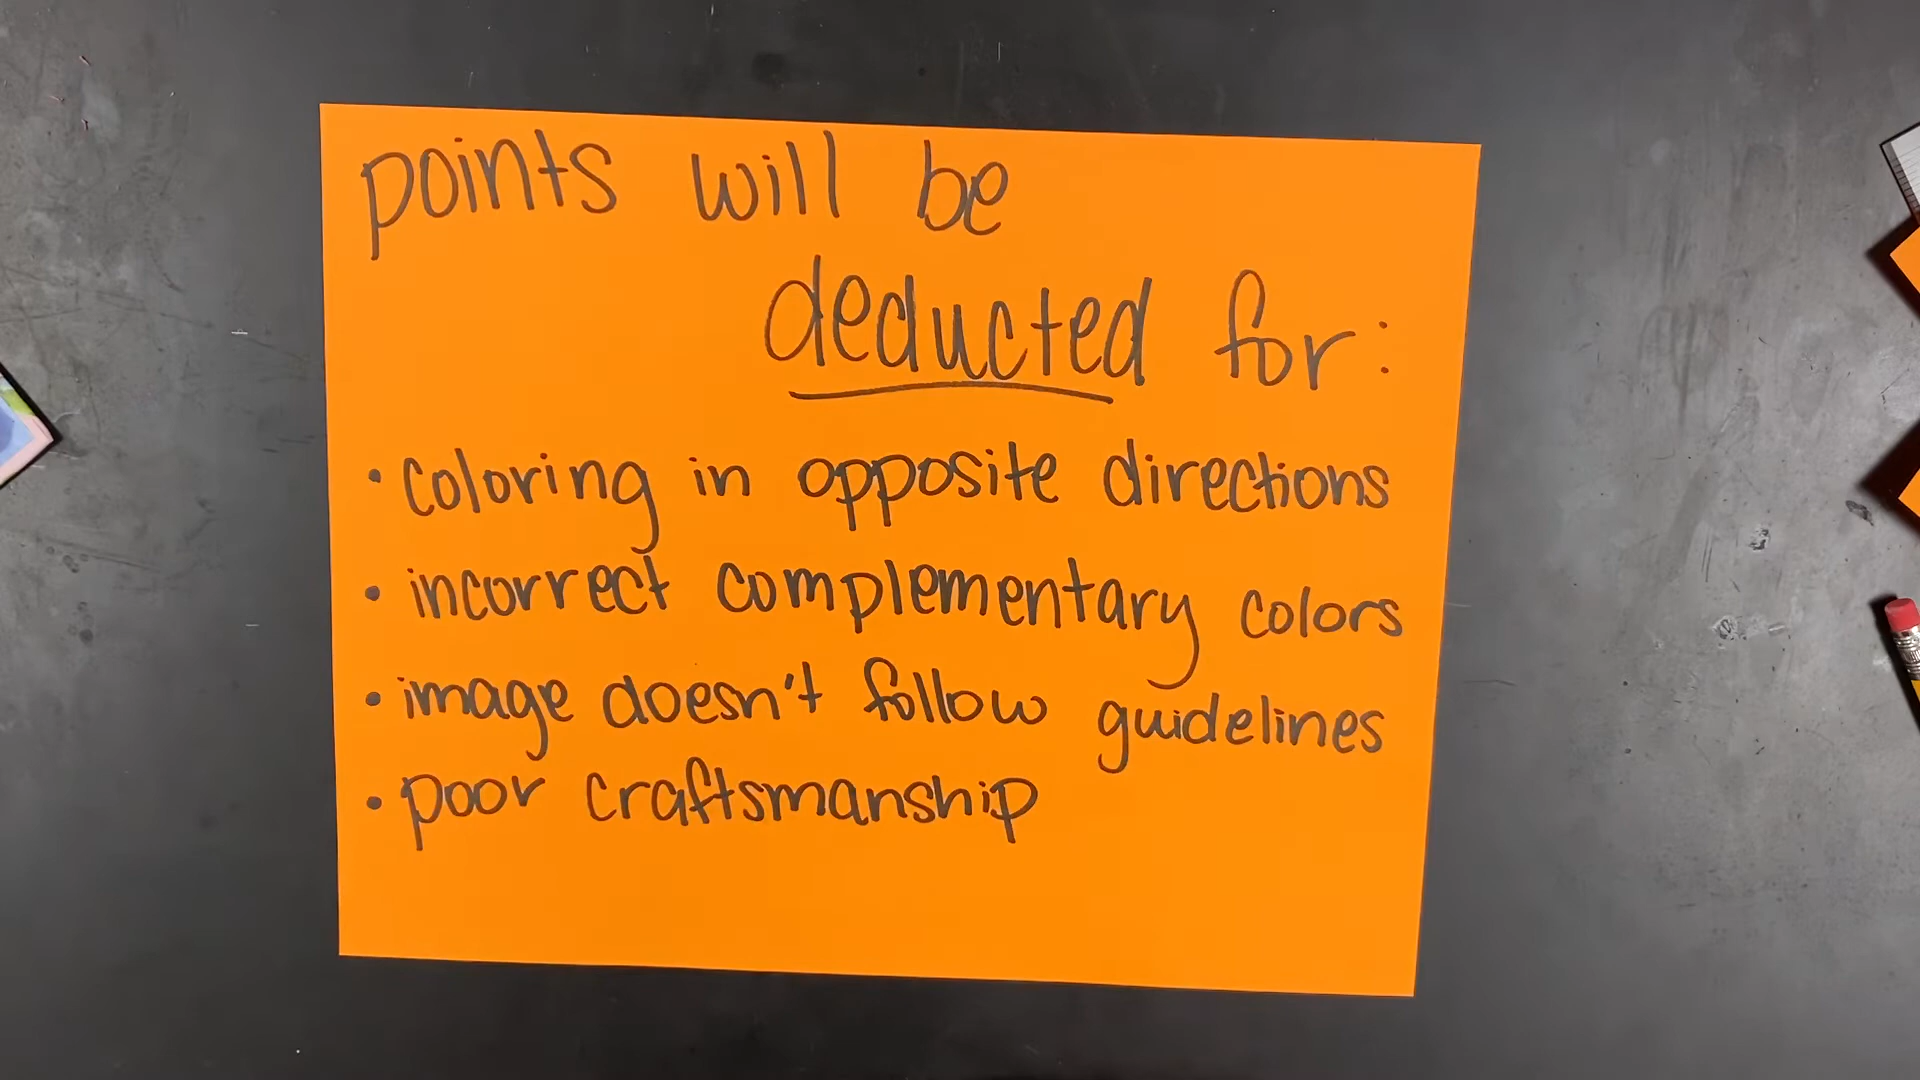 points will be
deducted for:
• coloring in opposite directions
• incorrect complementary colors
• image doesn't follow guidelines
• poor craftsmanship